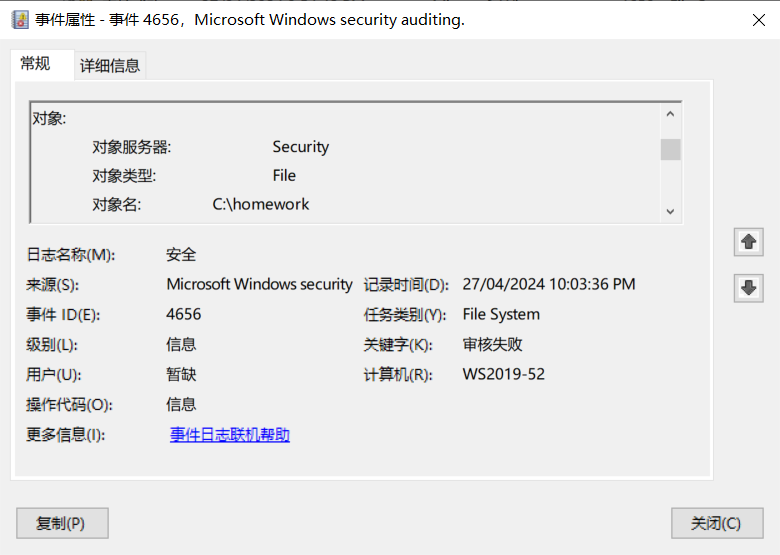 事件属性 - 事件 4656，Microsoft Windows security auditing.
常规 详细信息
对象:
对象服务器: Security
对象类型: File
对象名: C:\homework
日志名称(M): 安全
来源(S): Microsoft Windows security 记录时间(D): 27/04/2024 10:03:36 PM
事件 ID(E): 4656 任务类别(Y): File System
级别(L): 信息 关键字(K): 审核失败
用户(U): 暂缺 计算机(R): WS2019-52
操作代码(O): 信息
更多信息(I): 事件日志联机帮助
复制(P) 关闭(C)